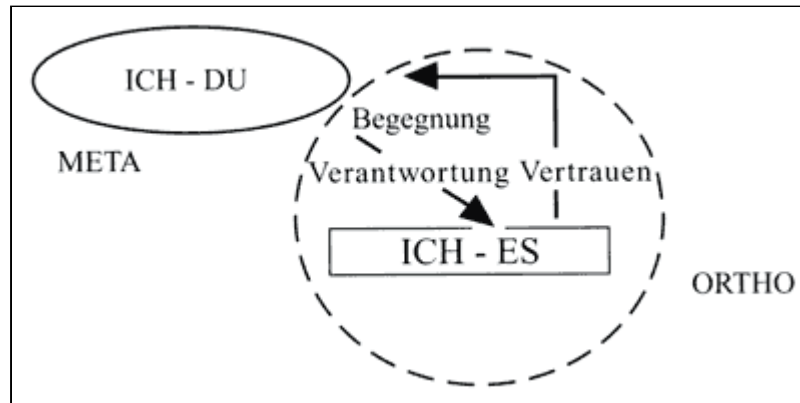 ICH - DU
Begegnung
META
Verantwortung Vertrauen
ICH - ES
ORTHO